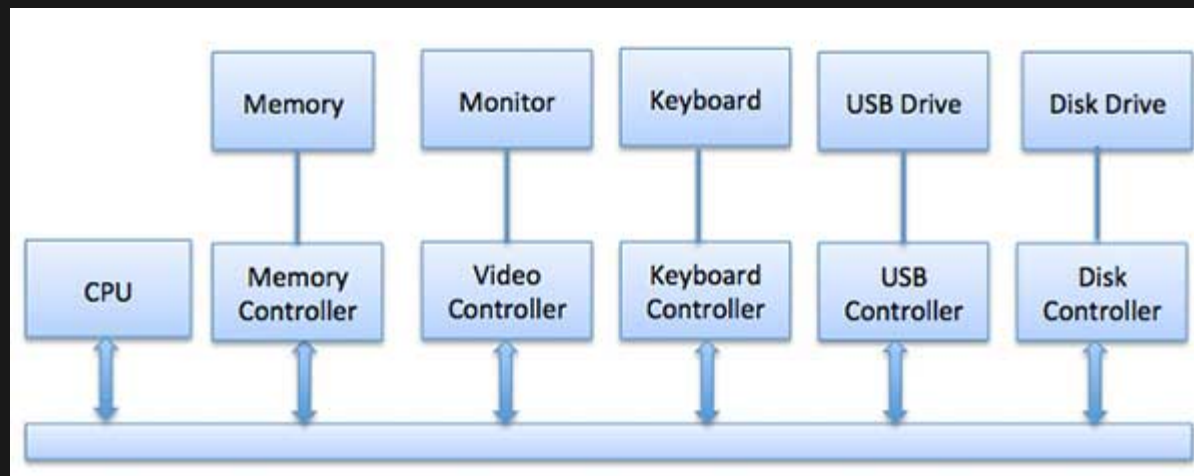 Memory
Monitor
Keyboard
USB Drive
Disk Drive
CPU
Memory
Controller
Video
Controller
Keyboard
Controller
USB
Controller
Disk
Controller